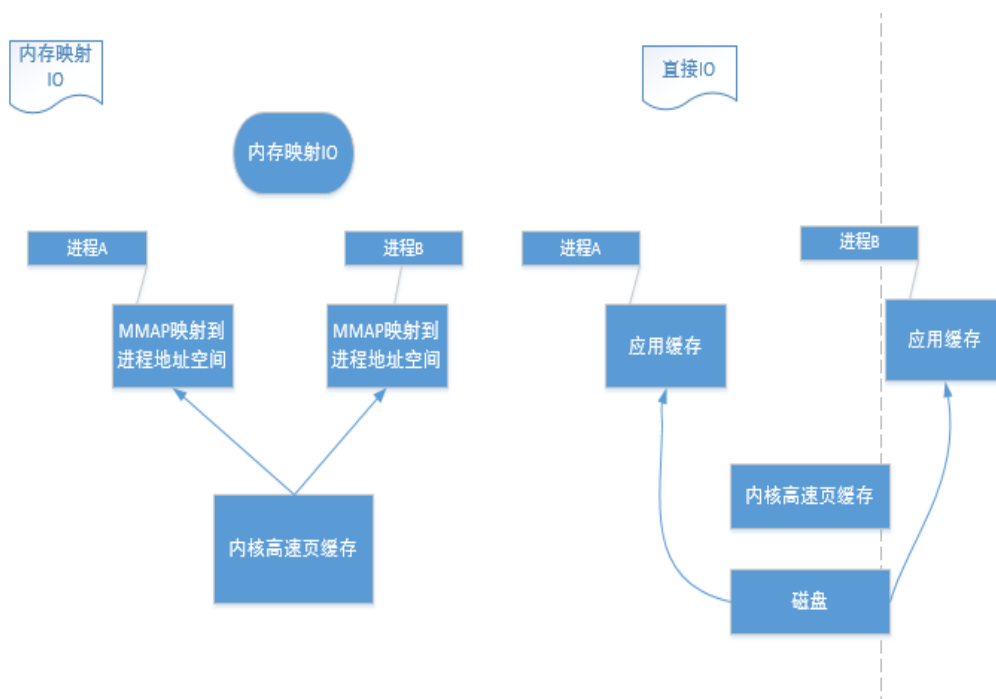 内存映射
IO
直接IO
内存映射IO
进程A
进程B
进程A
进程B
MMAP映射到
进程地址空间
MMAP映射到
进程地址空间
应用缓存
应用缓存
内核高速页缓存
内核高速页缓存
磁盘